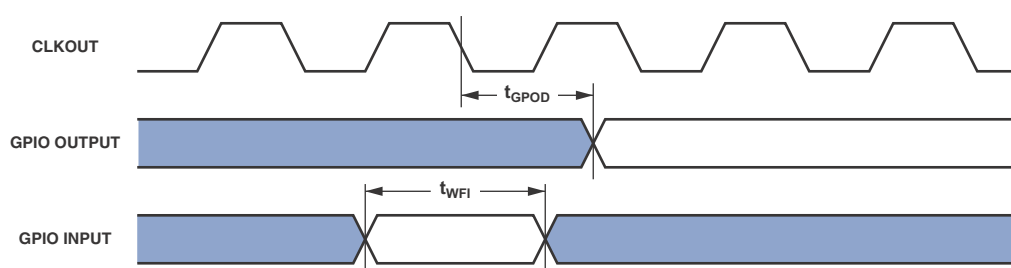 CLKOUT
tGPOD
GPIO OUTPUT
tWFI
GPIO INPUT